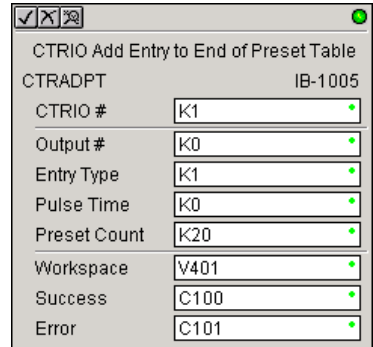 CTRIO Add Entry to End of Preset Table
CTRADPT IB-1005
CTRIO # K1
Output # K0
Entry Type K1
Pulse Time K0
Preset Count K20
Workspace V401
Success C100
Error C101